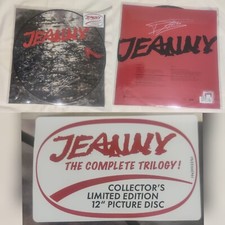 JEANNY
JEANNY
JEANNY
THE COMPLETE TRILOGY!
COLLECTOR'S
LIMITED EDITION
12" PICTURE DISC